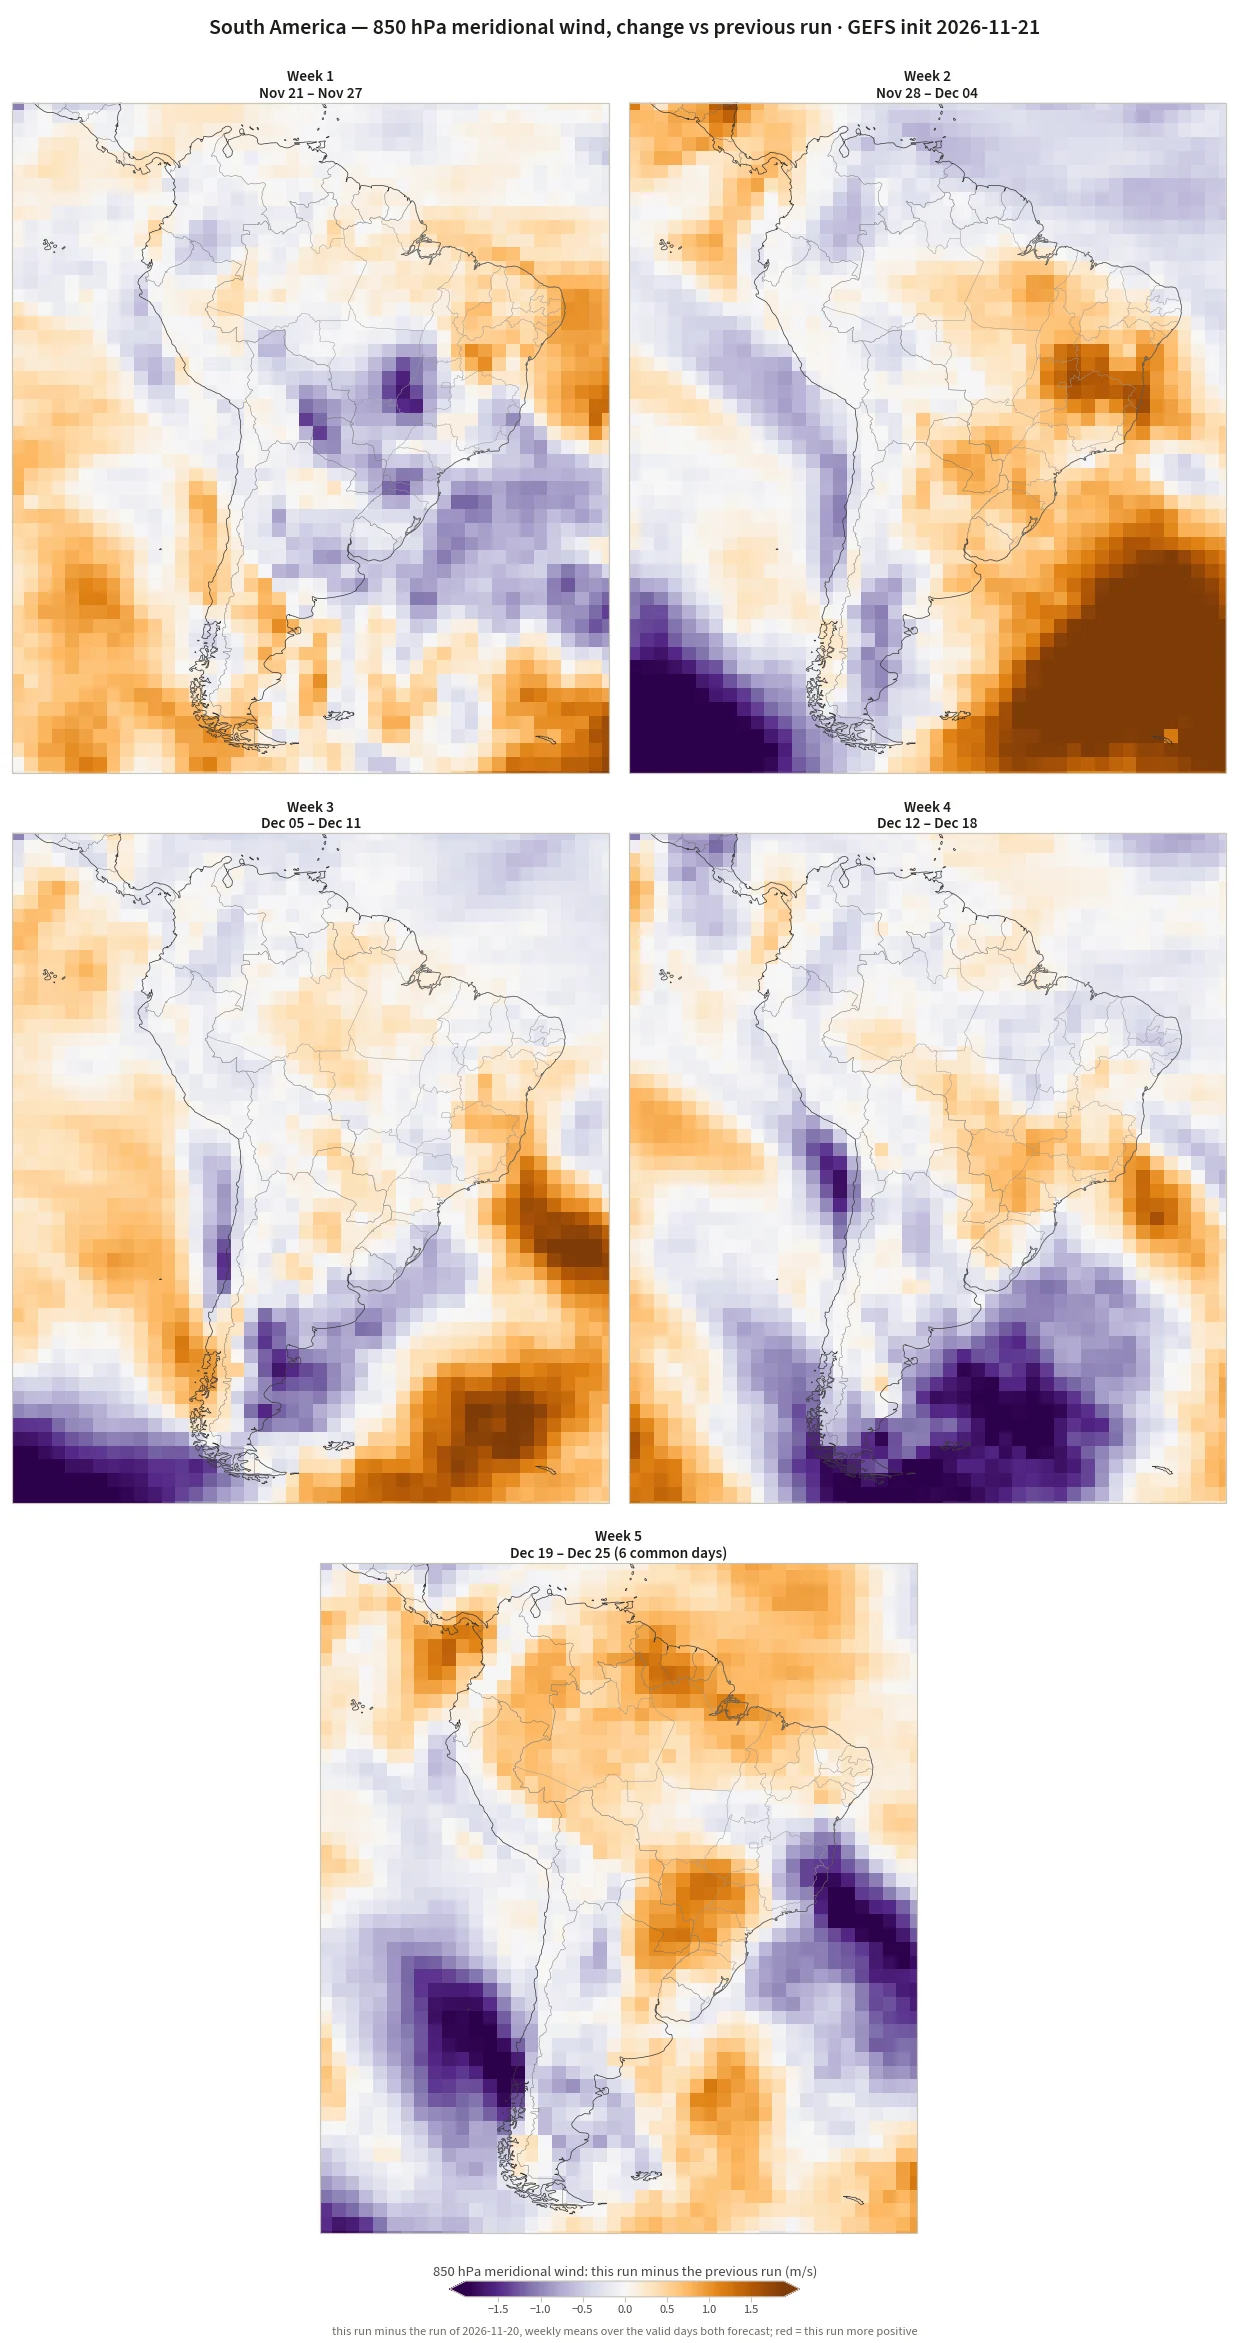 South America — 850 hPa meridional wind, change vs previous run · GEFS init 2026-11-21
Week 1
Nov 21 – Nov 27
Week 2
Nov 28 – Dec 04
Week 3
Dec 05 – Dec 11
Week 4
Dec 12 – Dec 18
Week 5
Dec 19 – Dec 25 (6 common days)
850 hPa meridional wind: this run minus the previous run (m/s)
−1.5 −1.0 −0.5 0.0 0.5 1.0 1.5
this run minus the run of 2026-11-20, weekly means over the valid days both forecast; red = this run more positive